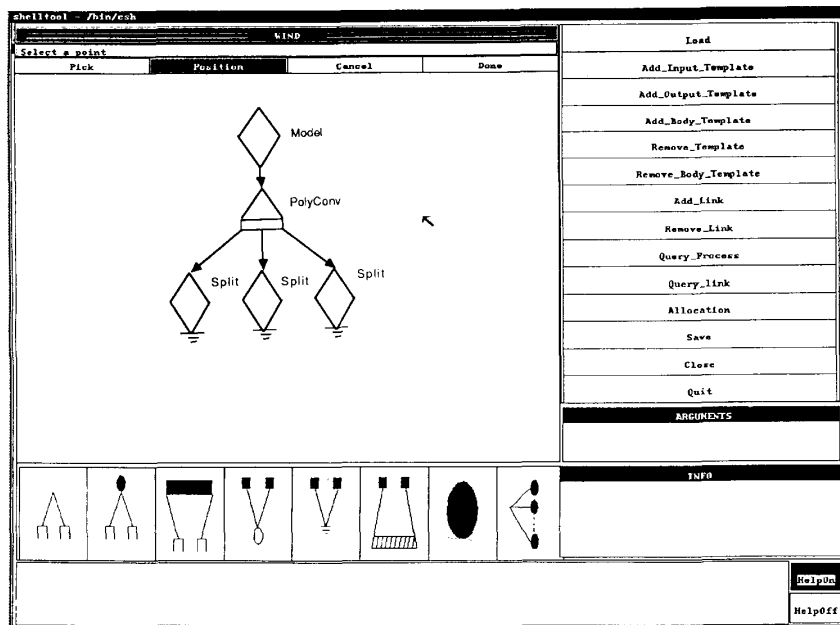 shelltool - /bin/csh
WIND
Select a point
Pick Position Cancel Done
Model
PolyConv
Split Split Split
Load
Add_Input_Template
Add_Output_Template
Add_Body_Template
Remove_Template
Remove_Body_Template
Add_Link
Remove_Link
Query_Process
Query_link
Allocation
Save
Close
Quit
ARGUMENTS
INFO
HelpOn
HelpOff